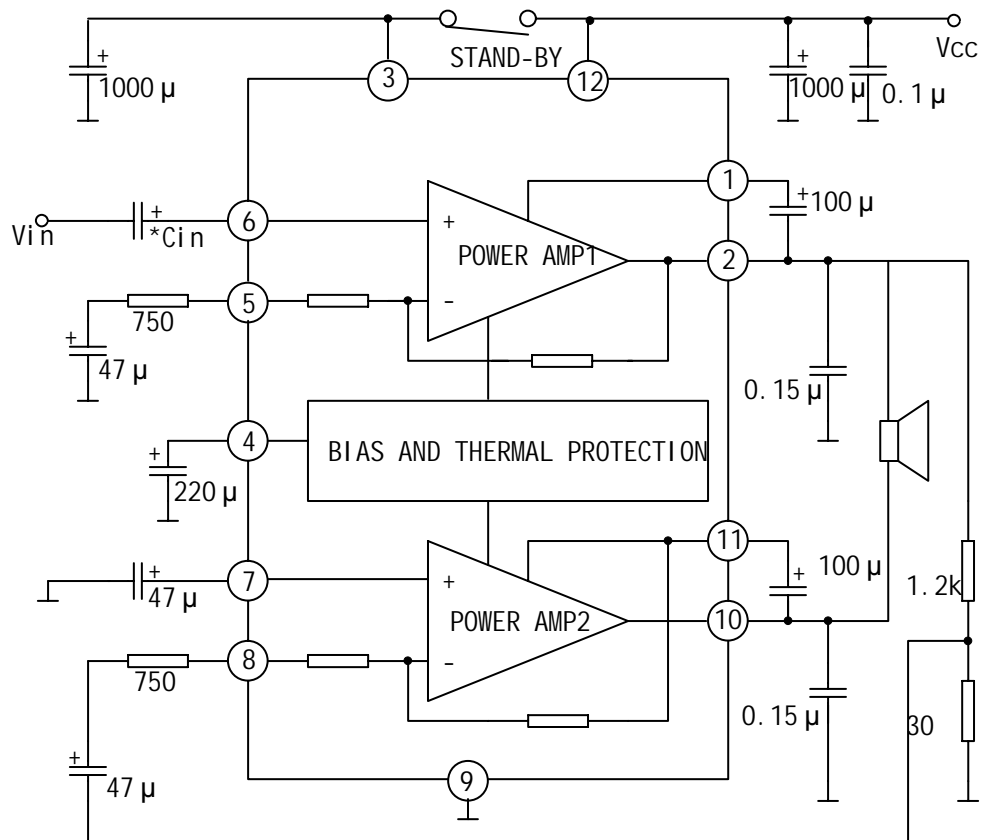 STAND-BY
Vcc
3
12
1000 μ
1000 μ
0.1 μ
1
+
100 μ
Vin
+
*Cin
6
+
POWER AMP1
2
5
-
750
+
47 μ
0.15 μ
4
BIAS AND THERMAL PROTECTION
+
220 μ
11
+
100 μ
7
+
47 μ
+
POWER AMP2
10
1.2k
8
-
750
0.15 μ
30
+
47 μ
9
+
+